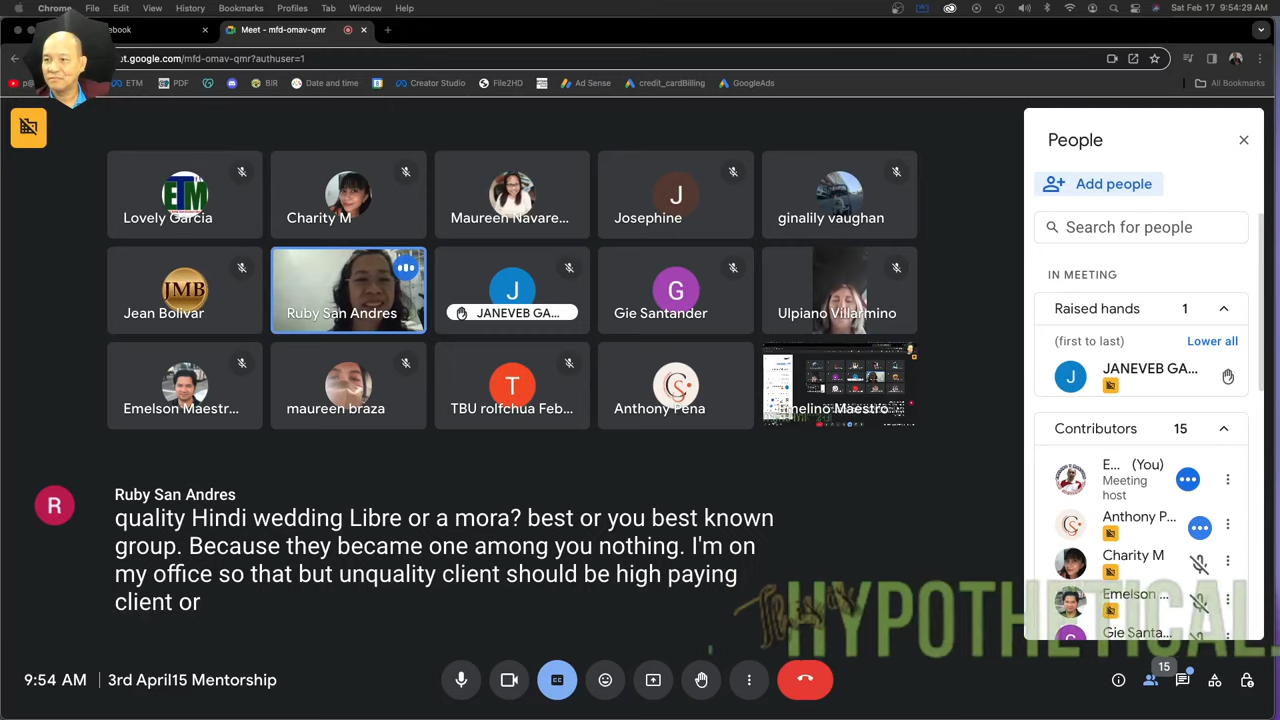 Chrome File Edit View History Bookmarks Profiles Tab Window Help Sat Feb 17 9:54:29 AM
ebook Meet - mfd-omav-qmr
t.google.com/mfd-omav-qmr?authuser=1
ETM PDF BIR Date and time Creator Studio File2HD Ad Sense credit_cardBilling GoogleAds All Bookmarks
People
Add people
Search for people
IN MEETING
Raised hands 1
(first to last) Lower all
JANEVEB GA...
Contributors 15
E... (You)
Meeting host
Anthony P...
Charity M
Emelson ...
Gie Santa...
ETM
Lovely Garcia
Charity M
Maureen Navare...
J
Josephine
ginalily vaughan
JMB
Jean Bolivar
Ruby San Andres
J
JANEVEB GA...
G
Gie Santander
Ulpiano Villarmino
Emelson Maestr...
maureen braza
T
TBU rolfchua Feb...
Anthony Pena
Emelino Maestro
R
Ruby San Andres
quality Hindi wedding Libre or a mora? best or you best known
group. Because they became one among you nothing. I'm on
my office so that but unquality client should be high paying
client or
HYPOTHETICAL
9:54 AM | 3rd April15 Mentorship
CC
15